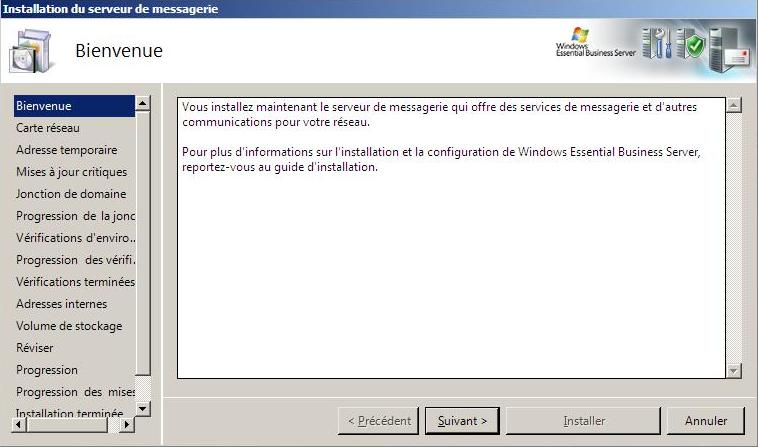 Installation du serveur de messagerie
Bienvenue
Windows
Essential Business Server
Bienvenue
Carte réseau
Adresse temporaire
Mises à jour critiques
Jonction de domaine
Progression de la jonc
Vérifications d'enviro..
Progression des vérifi.
Vérifications terminées
Adresses internes
Volume de stockage
Réviser
Progression
Progression des mises
Installation terminée
Vous installez maintenant le serveur de messagerie qui offre des services de messagerie et d'autres
communications pour votre réseau.
Pour plus d'informations sur l'installation et la configuration de Windows Essential Business Server,
reportez-vous au guide d'installation.
< Précédent
Suivant >
Installer
Annuler